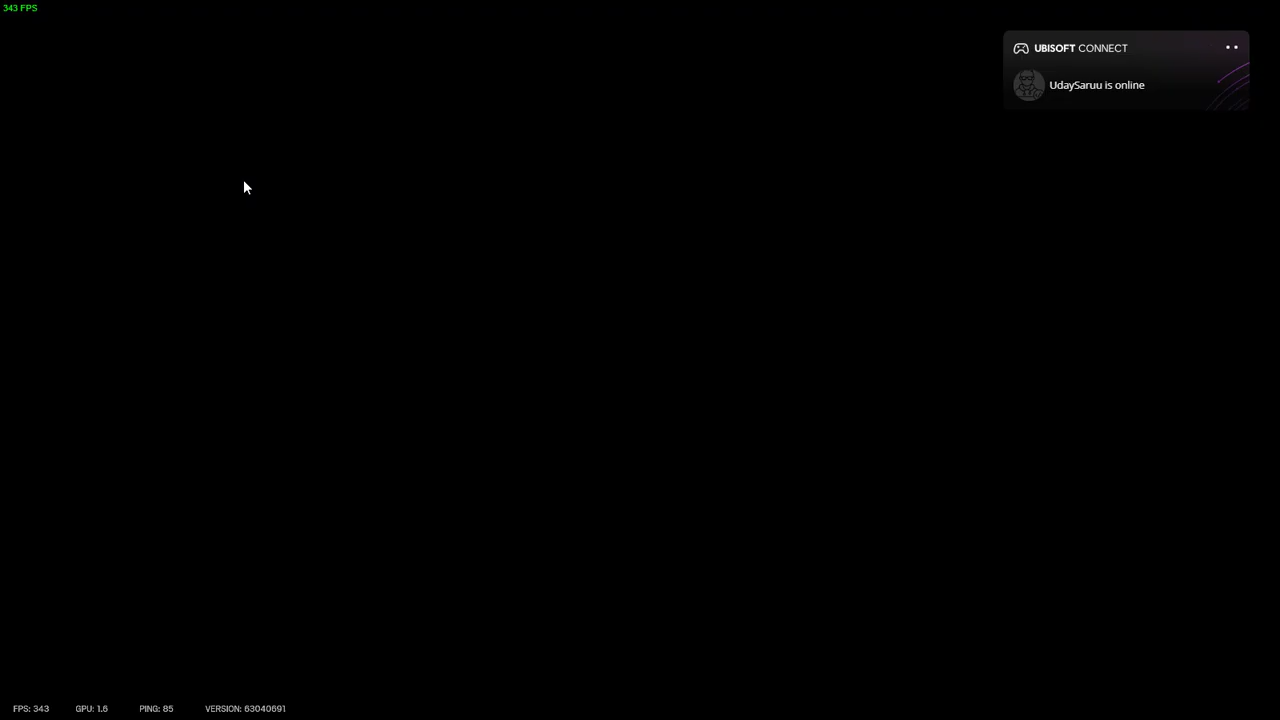 343 FPS
UBISOFT CONNECT
UdaySaruu is online
FPS: 343 GPU: 1.6 PING: 85 VERSION: 63040691